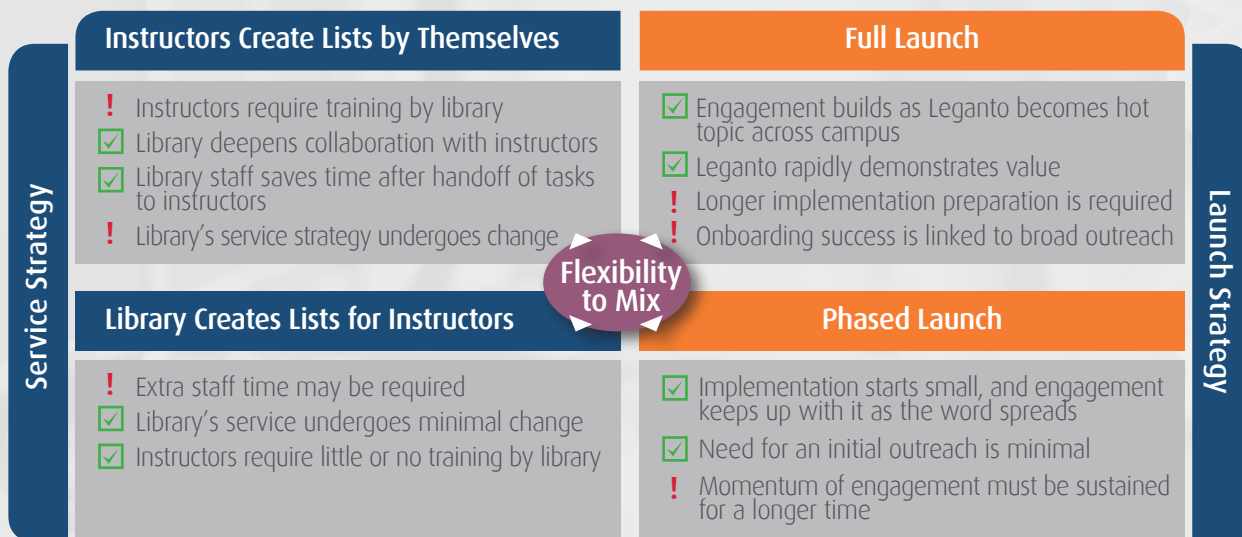 Service Strategy
Instructors Create Lists by Themselves
! Instructors require training by library
Library deepens collaboration with instructors
Library staff saves time after handoff of tasks
to instructors
! Library's service strategy undergoes change
Library Creates Lists for Instructors
! Extra staff time may be required
Library's service undergoes minimal change
Instructors require little or no training by library
Flexibility
to Mix
Full Launch
Engagement builds as Leganto becomes hot
topic across campus
Leganto rapidly demonstrates value
! Longer implementation preparation is required
! Onboarding success is linked to broad outreach
Phased Launch
Implementation starts small, and engagement
keeps up with it as the word spreads
Need for an initial outreach is minimal
! Momentum of engagement must be sustained
for a longer time
Launch Strategy